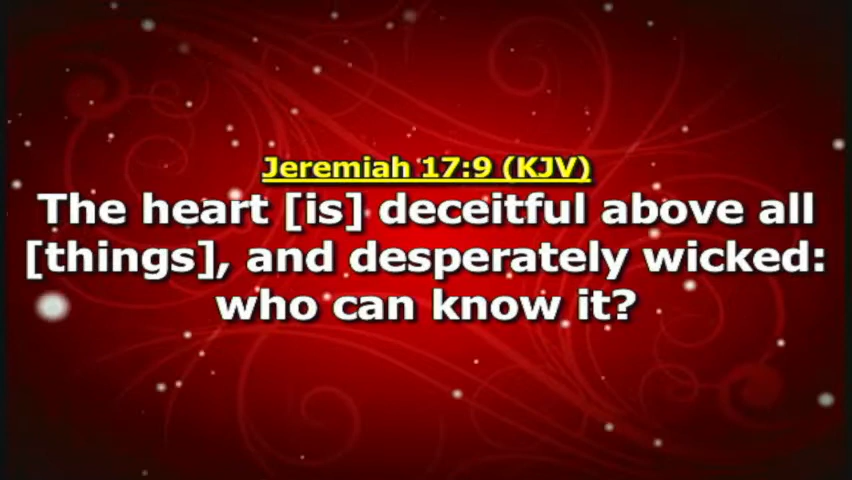 Jeremiah 17:9 (KJV)
The heart [is] deceitful above all
[things], and desperately wicked:
who can know it?